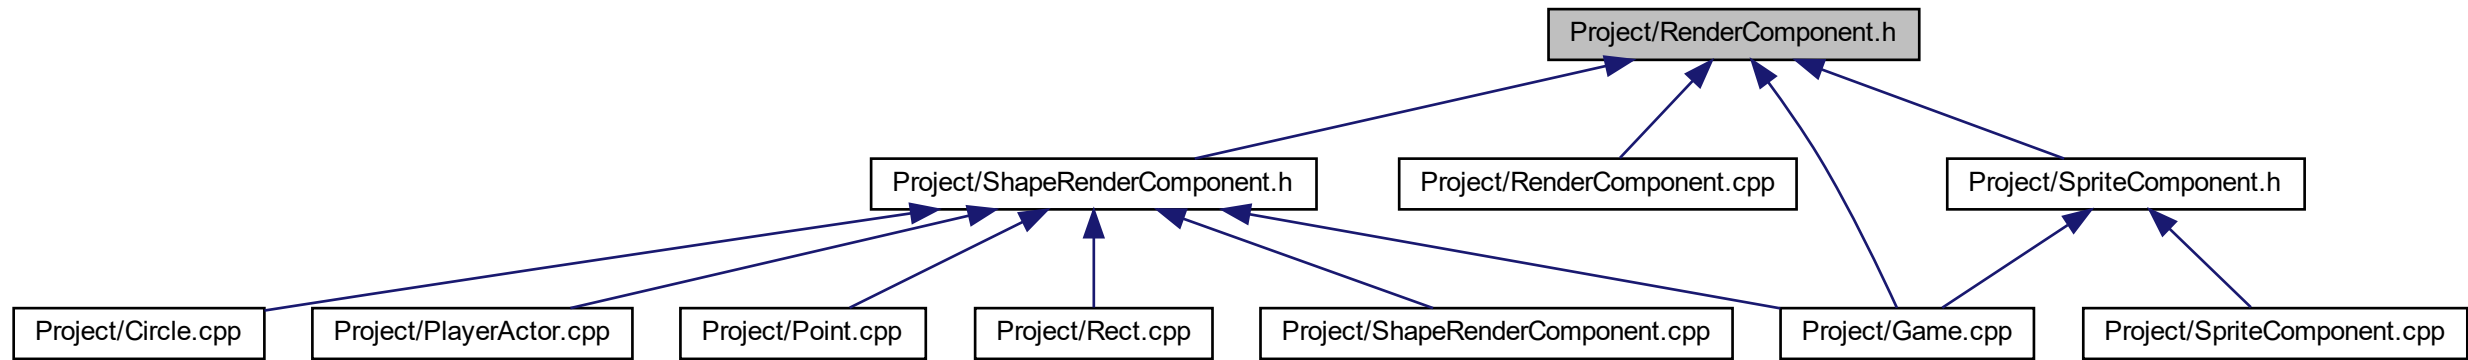 Project/RenderComponent.h
Project/ShapeRenderComponent.h
Project/RenderComponent.cpp
Project/SpriteComponent.h
Project/Circle.cpp
Project/PlayerActor.cpp
Project/Point.cpp
Project/Rect.cpp
Project/ShapeRenderComponent.cpp
Project/Game.cpp
Project/SpriteComponent.cpp